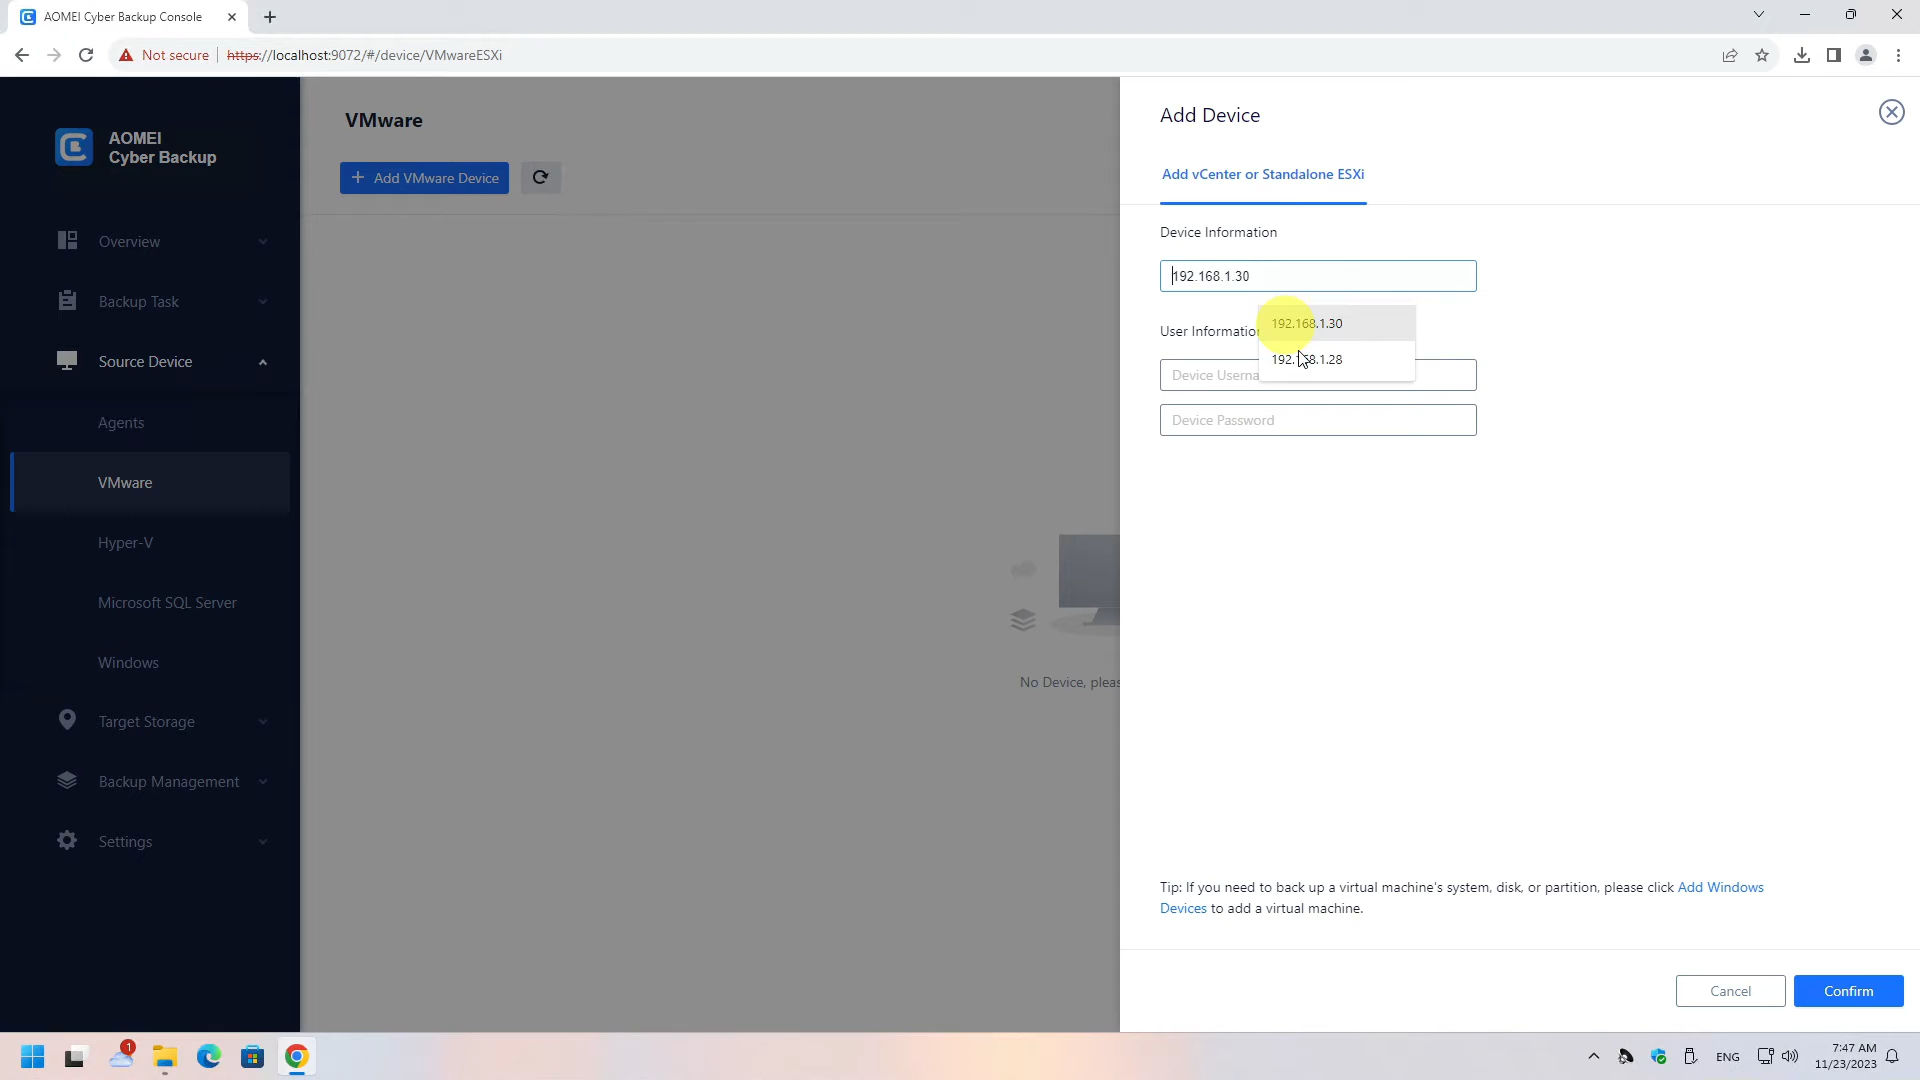 AOMEI Cyber Backup Console
Not secure
https://localhost:9072/#/device/VMwareESXi
AOMEI
Cyber Backup
Overview
Backup Task
Source Device
Agents
VMware
Hyper-V
Microsoft SQL Server
Windows
Target Storage
Backup Management
Settings
VMware
+ Add VMware Device
No Device, pleas
Add Device
Add vCenter or Standalone ESXi
Device Information
192.168.1.30
192.168.1.30
User Information
192.168.1.28
Device Userna
Device Password
Tip: If you need to back up a virtual machine's system, disk, or partition, please click Add Windows
Devices to add a virtual machine.
Cancel
Confirm
1
ENG
7:47 AM
11/23/2023